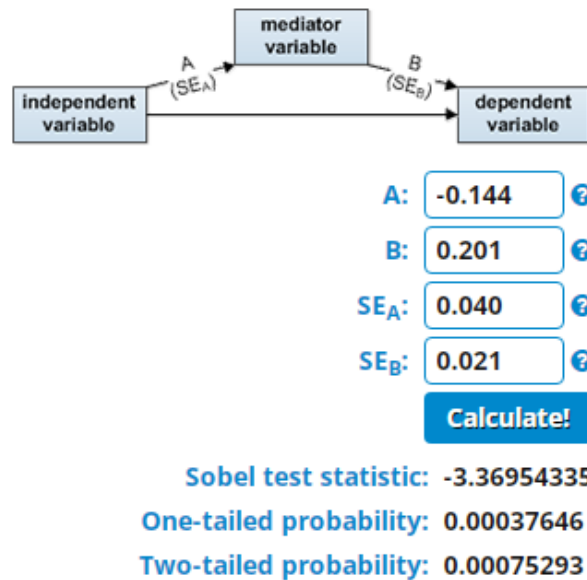 mediator
variable
A
(SEA)
B
(SEB)
independent
variable
dependent
variable
A: -0.144 ?
B: 0.201 ?
SEA: 0.040 ?
SEB: 0.021 ?
Calculate!
Sobel test statistic: -3.36954335
One-tailed probability: 0.00037646
Two-tailed probability: 0.00075293